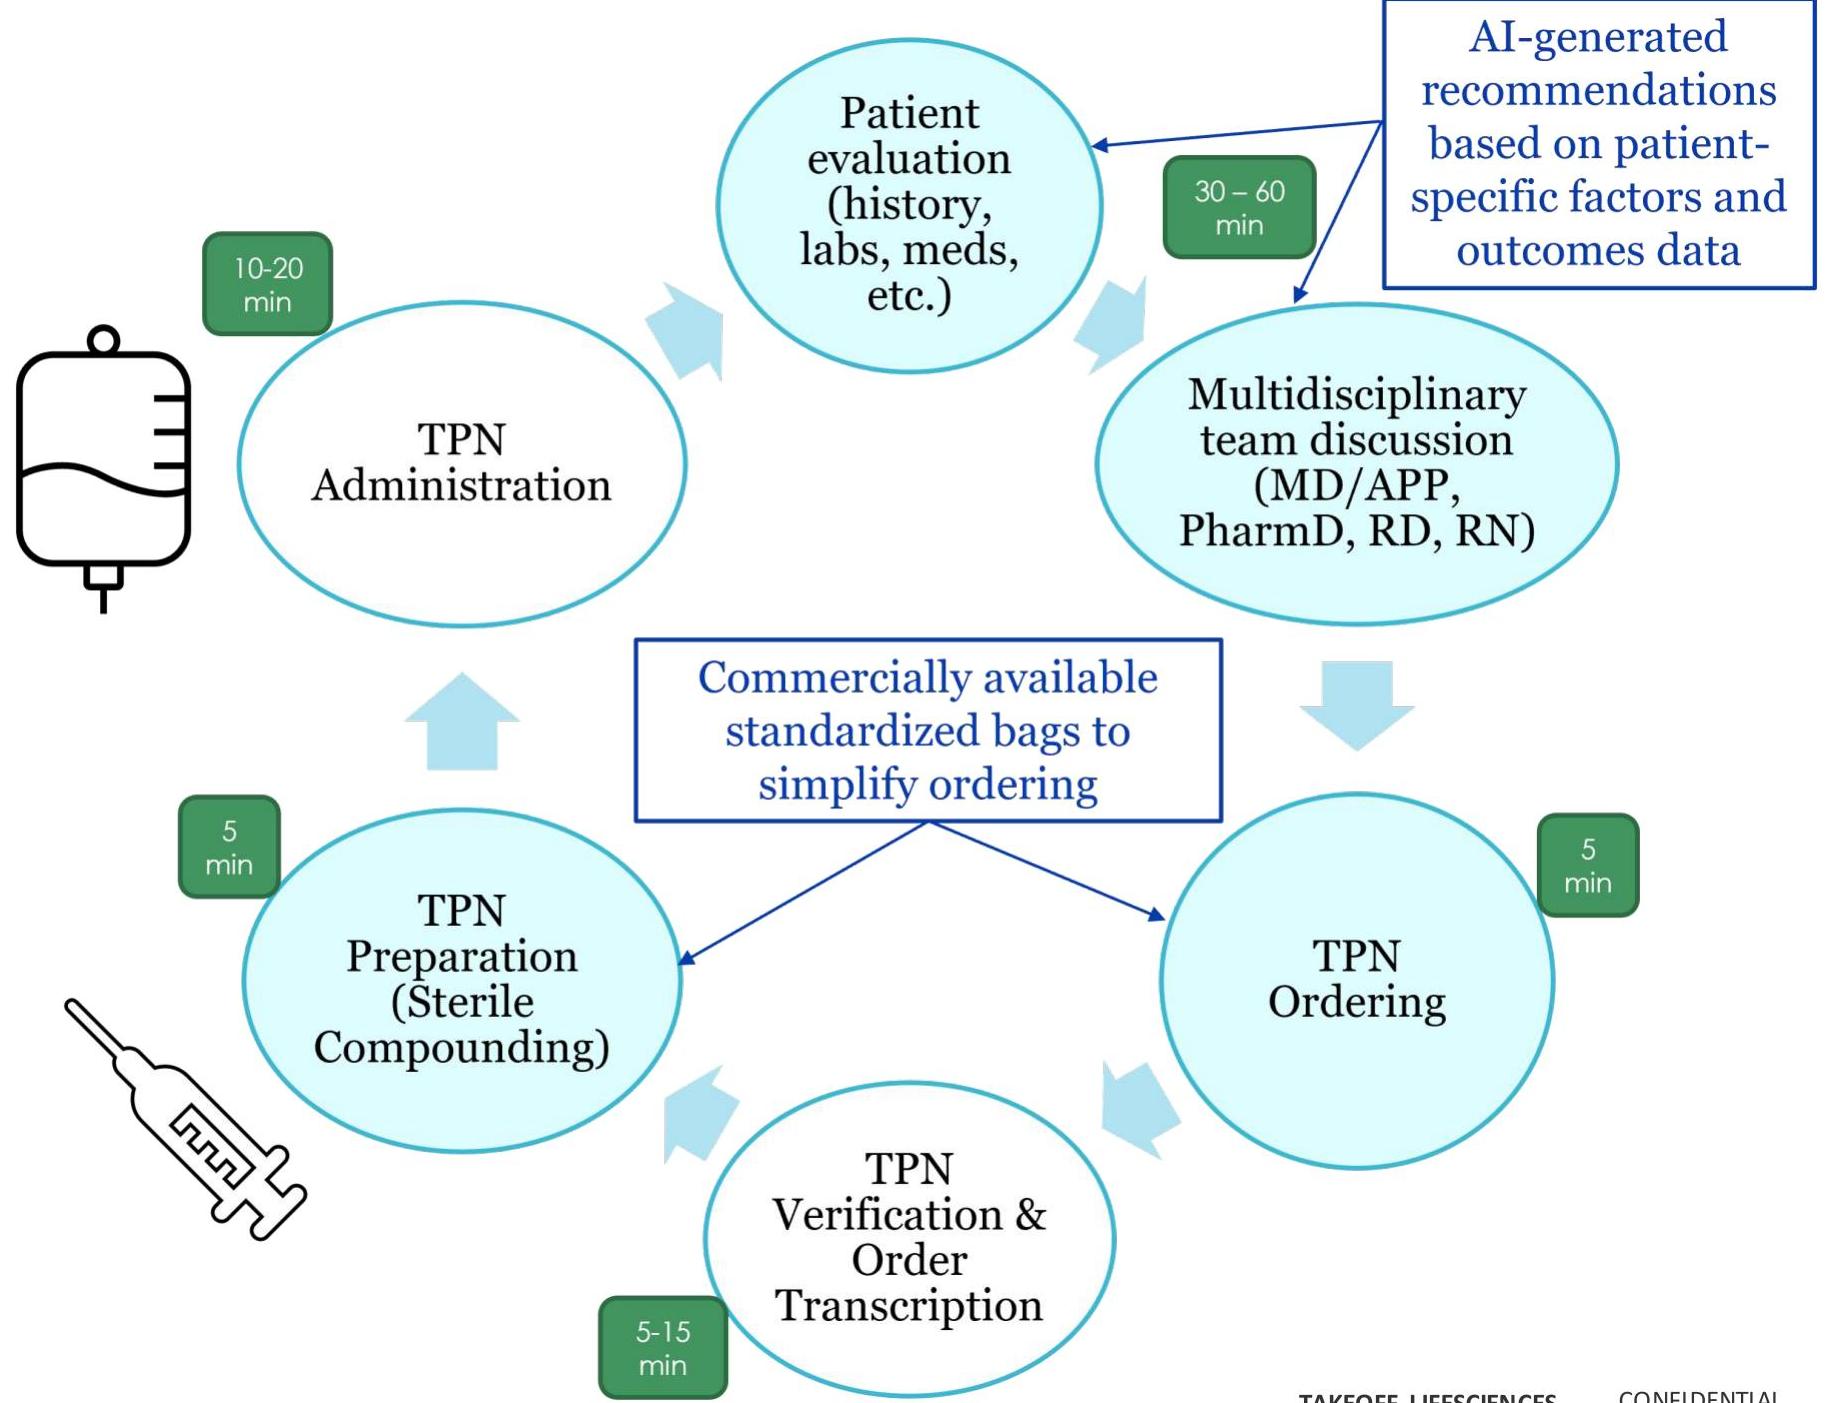 AI-generated
recommendations
based on patient-
specific factors and
outcomes data
Patient
evaluation
(history,
labs, meds,
etc.)
30 – 60
min
10-20
min
TPN
Administration
Multidisciplinary
team discussion
(MD/APP,
PharmD, RD, RN)
Commercially available
standardized bags to
simplify ordering
5
min
TPN
Preparation
(Sterile
Compounding)
5
min
TPN
Ordering
TPN
Verification &
Order
Transcription
5-15
min
TAKEOFF LIFESCIENCES CONFIDENTIAL